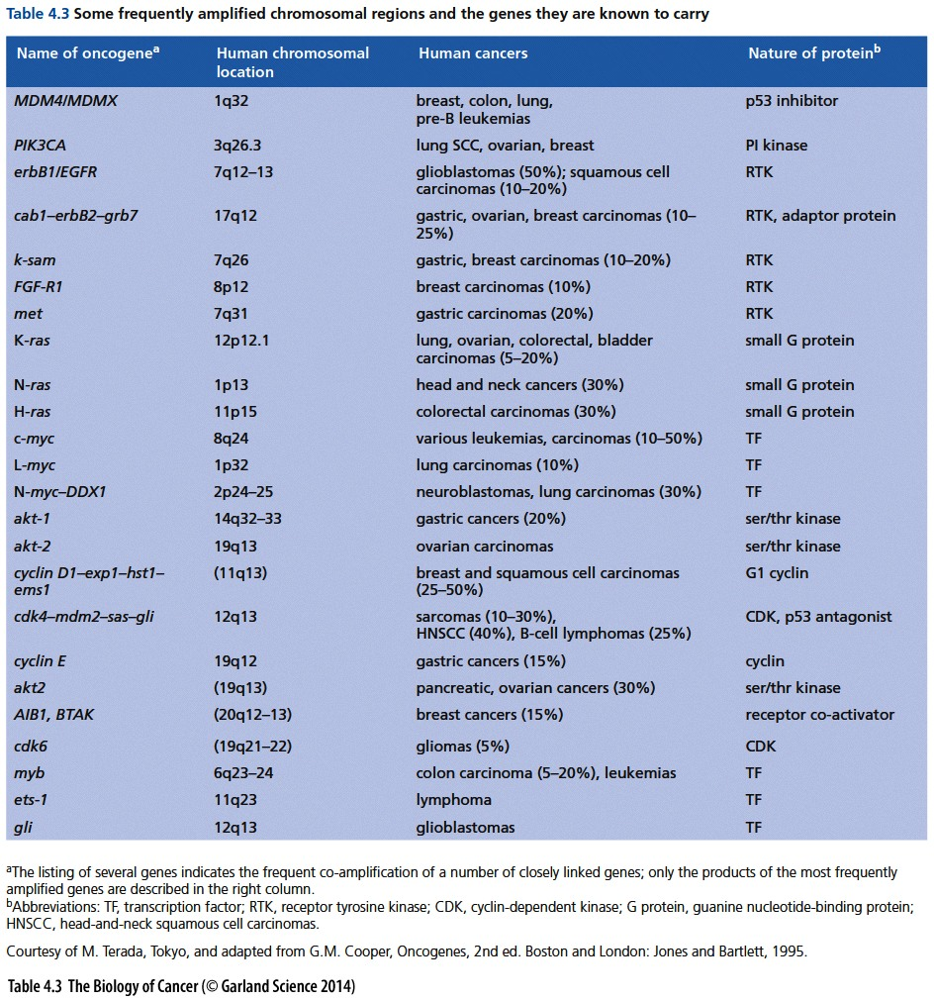 Table 4.3 Some frequently amplified chromosomal regions and the genes they are known to carry
Name of oncogeneᵃ Human chromosomal location Human cancers Nature of proteinᵇ
MDM4/MDMX 1q32 breast, colon, lung, pre-B leukemias p53 inhibitor
PIK3CA 3q26.3 lung SCC, ovarian, breast PI kinase
erbB1/EGFR 7q12–13 glioblastomas (50%); squamous cell carcinomas (10–20%) RTK
cab1–erbB2–grb7 17q12 gastric, ovarian, breast carcinomas (10–25%) RTK, adaptor protein
k-sam 7q26 gastric, breast carcinomas (10–20%) RTK
FGF-R1 8p12 breast carcinomas (10%) RTK
met 7q31 gastric carcinomas (20%) RTK
K-ras 12p12.1 lung, ovarian, colorectal, bladder carcinomas (5–20%) small G protein
N-ras 1p13 head and neck cancers (30%) small G protein
H-ras 11p15 colorectal carcinomas (30%) small G protein
c-myc 8q24 various leukemias, carcinomas (10–50%) TF
L-myc 1p32 lung carcinomas (10%) TF
N-myc–DDX1 2p24–25 neuroblastomas, lung carcinomas (30%) TF
akt-1 14q32–33 gastric cancers (20%) ser/thr kinase
akt-2 19q13 ovarian carcinomas ser/thr kinase
cyclin D1–exp1–hst1–ems1 (11q13) breast and squamous cell carcinomas (25–50%) G1 cyclin
cdk4–mdm2–sas–gli 12q13 sarcomas (10–30%), HNSCC (40%), B-cell lymphomas (25%) CDK, p53 antagonist
cyclin E 19q12 gastric cancers (15%) cyclin
akt2 (19q13) pancreatic, ovarian cancers (30%) ser/thr kinase
AIB1, BTAK (20q12–13) breast cancers (15%) receptor co-activator
cdk6 (19q21–22) gliomas (5%) CDK
myb 6q23–24 colon carcinoma (5–20%), leukemias TF
ets-1 11q23 lymphoma TF
gli 12q13 glioblastomas TF
ᵃThe listing of several genes indicates the frequent co-amplification of a number of closely linked genes; only the products of the most frequently
amplified genes are described in the right column.
ᵇAbbreviations: TF, transcription factor; RTK, receptor tyrosine kinase; CDK, cyclin-dependent kinase; G protein, guanine nucleotide-binding protein;
HNSCC, head-and-neck squamous cell carcinomas.
Courtesy of M. Terada, Tokyo, and adapted from G.M. Cooper, Oncogenes, 2nd ed. Boston and London: Jones and Bartlett, 1995.
Table 4.3 The Biology of Cancer (© Garland Science 2014)